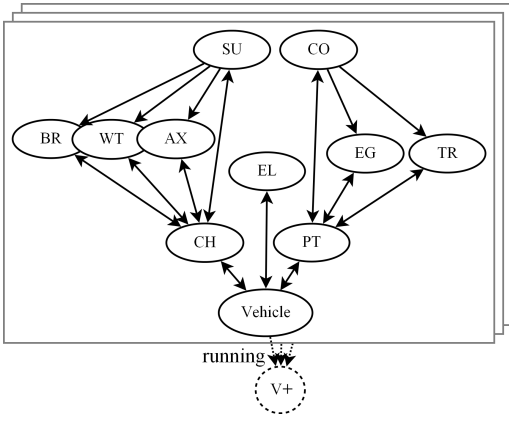 SU CO
BR WT AX EG TR
EL
CH PT
Vehicle
running
V+